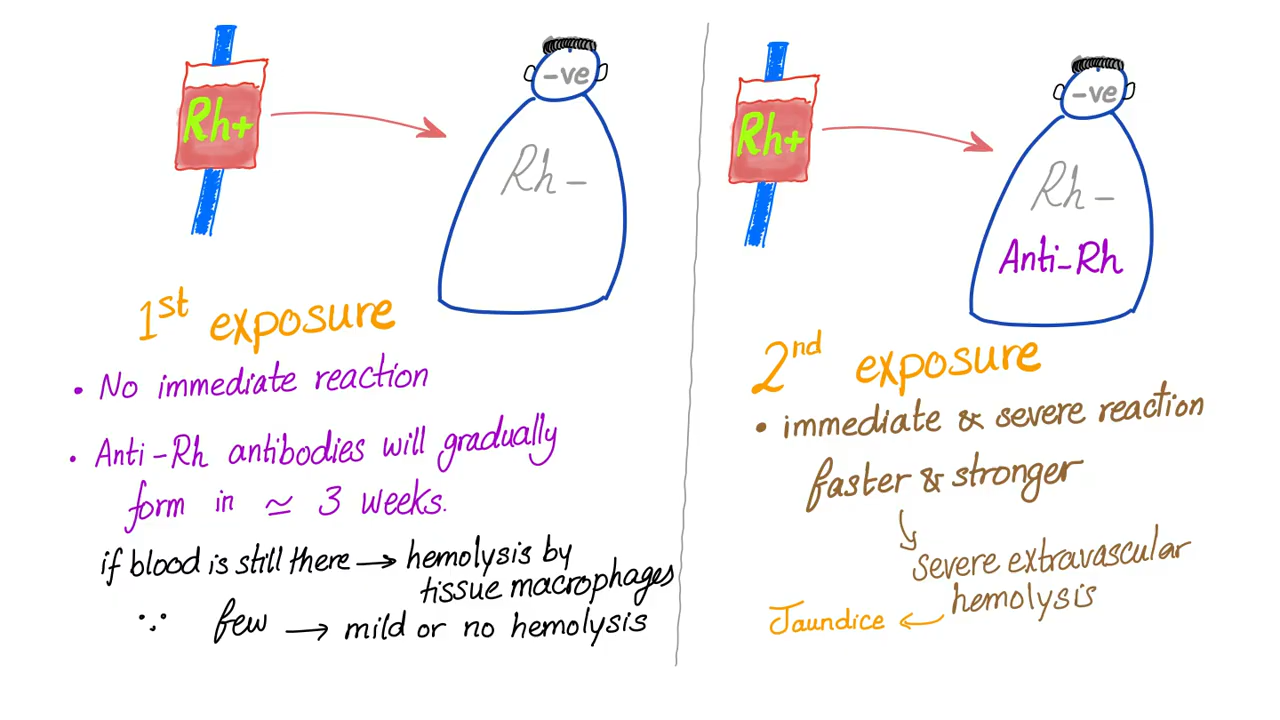 Rh+
-ve
Rh -
1st exposure
• No immediate reaction
• Anti-Rh antibodies will gradually
form in ≃ 3 weeks.
if blood is still there → hemolysis by
tissue macrophages
∵ few → mild or no hemolysis
Rh+
-ve
Rh -
Anti-Rh
2nd exposure
• immediate & severe reaction
faster & stronger
severe extravascular
hemolysis
Jaundice